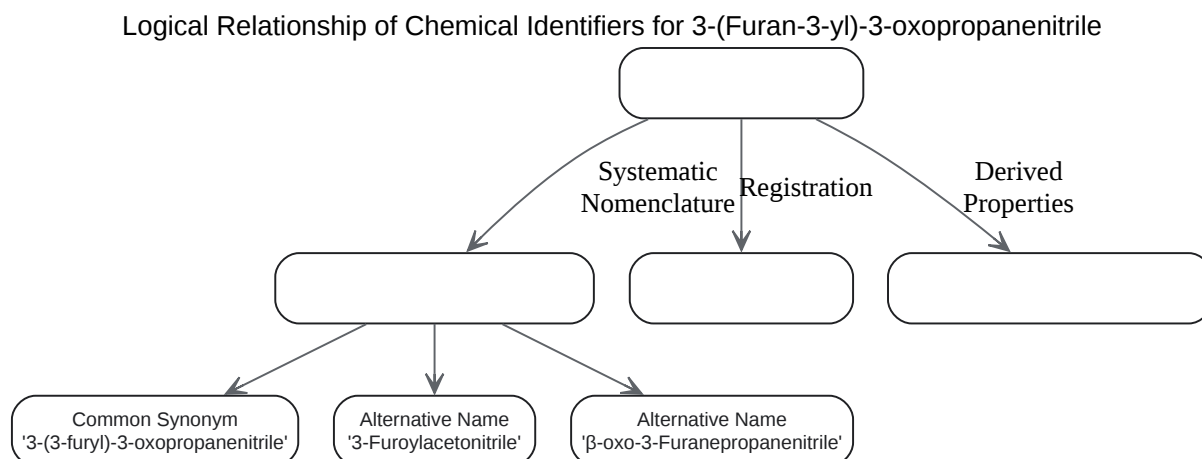 Logical Relationship of Chemical Identifiers for 3-(Furan-3-yl)-3-oxopropanenitrile
Systematic
Nomenclature
Registration
Derived
Properties
Common Synonym
'3-(3-furyl)-3-oxopropanenitrile'
Alternative Name
'3-Furoylacetonitrile'
Alternative Name
'β-oxo-3-Furanepropanenitrile'